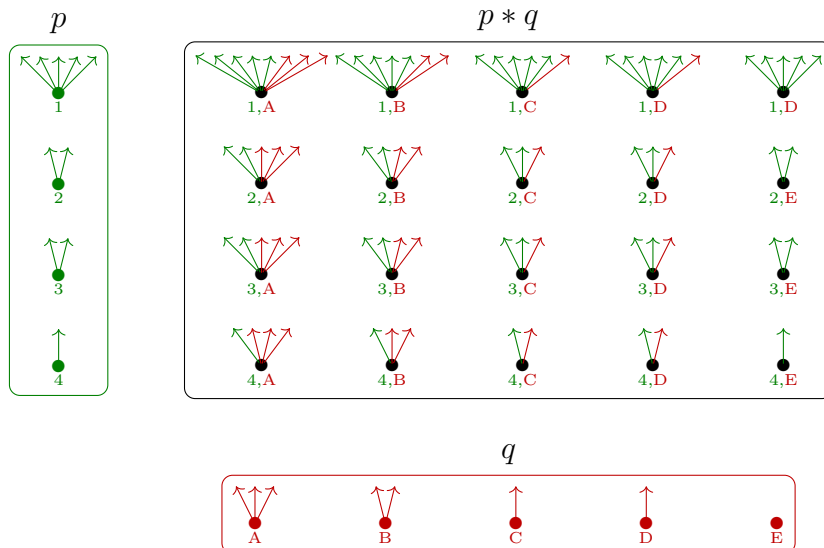 p
p * q
1
1,A
1,B
1,C
1,D
1,D
2
2,A
2,B
2,C
2,D
2,E
3
3,A
3,B
3,C
3,D
3,E
4
4,A
4,B
4,C
4,D
4,E
q
A
B
C
D
E